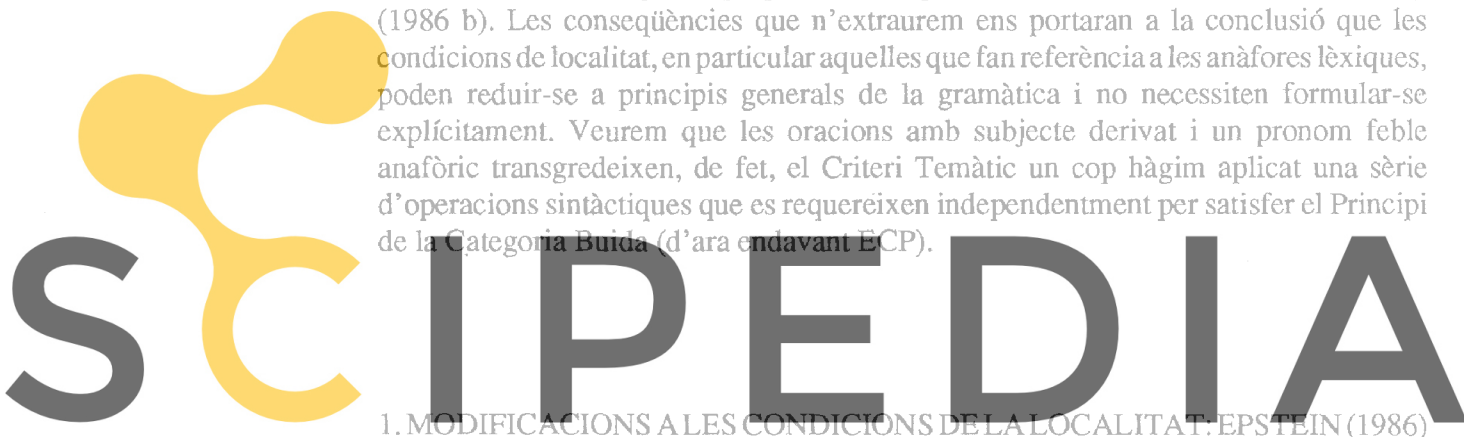 (1986 b). Les conseqüències que n'extraurem ens portaran a la conclusió que les
condicions de localitat, en particular aquelles que fan referència a les anàfores lèxiques,
poden reduir-se a principis generals de la gramàtica i no necessiten formular-se
explícitament. Veurem que les oracions amb subjecte derivat i un pronom feble
anafòric transgredeixen, de fet, el Criteri Temàtic un cop hàgim aplicat una sèrie
d'operacions sintàctiques que es requereixen independentment per satisfer el Principi
de la Categoria Buida (d'ara endavant ECP).
SCIPEDIA
1. MODIFICACIONS A LES CONDICIONS DE LA LOCALITAT: EPSTEIN (1986)